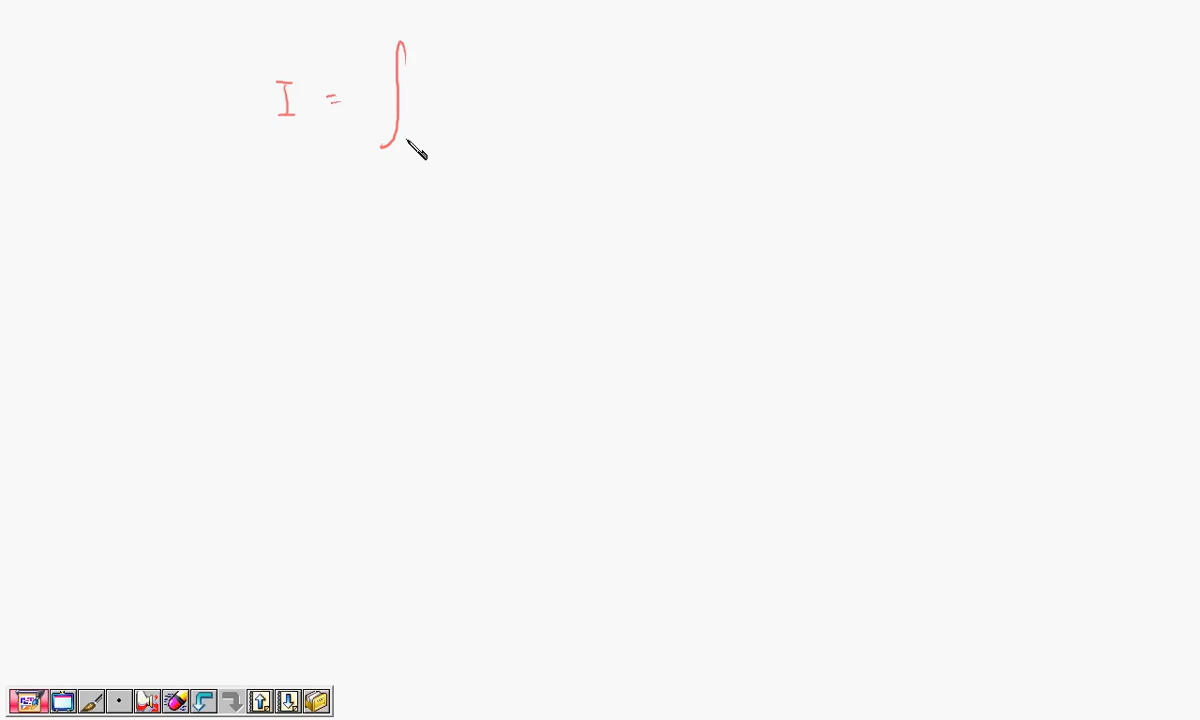 I = ∫